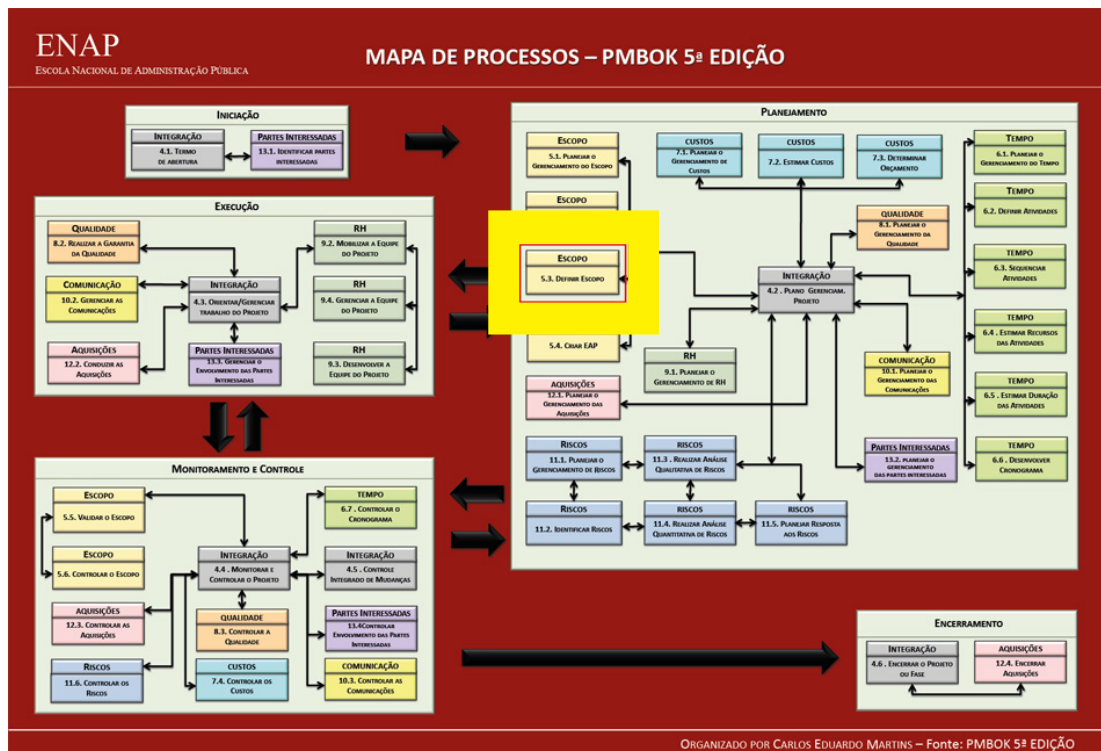 ENAP
ESCOLA NACIONAL DE ADMINISTRAÇÃO PÚBLICA
MAPA DE PROCESSOS – PMBOK 5ª EDIÇÃO
INICIAÇÃO
INTEGRAÇÃO
4.1. TERMO
DE ABERTURA
PARTES INTERESSADAS
13.1. IDENTIFICAR PARTES
INTERESSADAS
PLANEJAMENTO
ESCOPO
5.1. PLANEJAR O
GERENCIAMENTO DO ESCOPO
ESCOPO
ESCOPO
5.3. DEFINIR ESCOPO
5.4. CRIAR EAP
CUSTOS
7.1. PLANEJAR O
GERENCIAMENTO DE
CUSTOS
CUSTOS
7.2. ESTIMAR CUSTOS
CUSTOS
7.3. DETERMINAR
ORÇAMENTO
TEMPO
6.1. PLANEJAR O
GERENCIAMENTO DO TEMPO
TEMPO
6.2. DEFINIR ATIVIDADES
TEMPO
6.3. SEQUENCIAR
ATIVIDADES
TEMPO
6.4 . ESTIMAR RECURSOS
DAS ATIVIDADES
TEMPO
6.5 . ESTIMAR DURAÇÃO
DAS ATIVIDADES
TEMPO
6.6 . DESENVOLVER
CRONOGRAMA
QUALIDADE
8.1. PLANEJAR O
GERENCIAMENTO DA
QUALIDADE
INTEGRAÇÃO
4.2 . PLANO GERENCIAM.
PROJETO
RH
9.1. PLANEJAR O
GERENCIAMENTO DE RH
COMUNICAÇÃO
10.1. PLANEJAR O
GERENCIAMENTO DAS
COMUNICAÇÕES
AQUISIÇÕES
12.1. PLANEJAR O
GERENCIAMENTO DAS
AQUISIÇÕES
PARTES INTERESSADAS
13.2. PLANEJAR O
GERENCIAMENTO
DAS PARTES INTERESSADAS
RISCOS
11.1. PLANEJAR O
GERENCIAMENTO DE RISCOS
RISCOS
11.3 . REALIZAR ANÁLISE
QUALITATIVA DE RISCOS
RISCOS
11.2. IDENTIFICAR RISCOS
RISCOS
11.4. REALIZAR ANÁLISE
QUANTITATIVA DE RISCOS
RISCOS
11.5. PLANEJAR RESPOSTA
AOS RISCOS
EXECUÇÃO
QUALIDADE
8.2. REALIZAR A GARANTIA
DA QUALIDADE
COMUNICAÇÃO
10.2. GERENCIAR AS
COMUNICAÇÕES
AQUISIÇÕES
12.2. CONDUZIR AS
AQUISIÇÕES
INTEGRAÇÃO
4.3. ORIENTAR/GERENCIAR
TRABALHO DO PROJETO
PARTES INTERESSADAS
13.3. GERENCIAR O
ENVOLVIMENTO DAS PARTES
INTERESSADAS
RH
9.2. MOBILIZAR A EQUIPE
DO PROJETO
RH
9.4. GERENCIAR A EQUIPE
DO PROJETO
RH
9.3. DESENVOLVER A
EQUIPE DO PROJETO
MONITORAMENTO E CONTROLE
ESCOPO
5.5. VALIDAR O ESCOPO
ESCOPO
5.6. CONTROLAR O ESCOPO
AQUISIÇÕES
12.3. CONTROLAR AS
AQUISIÇÕES
RISCOS
11.6. CONTROLAR OS
RISCOS
INTEGRAÇÃO
4.4 . MONITORAR E
CONTROLAR O PROJETO
QUALIDADE
8.3. CONTROLAR A
QUALIDADE
CUSTOS
7.4. CONTROLAR OS
CUSTOS
TEMPO
6.7 . CONTROLAR O
CRONOGRAMA
INTEGRAÇÃO
4.5 . CONTROLE
INTEGRADO DE MUDANÇAS
PARTES INTERESSADAS
13.4CONTROLAR
ENVOLVIMENTO DAS PARTES
INTERESSADAS
COMUNICAÇÃO
10.3. CONTROLAR AS
COMUNICAÇÕES
ENCERRAMENTO
INTEGRAÇÃO
4.6 . ENCERRAR O PROJETO
OU FASE
AQUISIÇÕES
12.4. ENCERRAR
AQUISIÇÕES
ORGANIZADO POR CARLOS EDUARDO MARTINS – Fonte: PMBOK 5ª EDIÇÃO